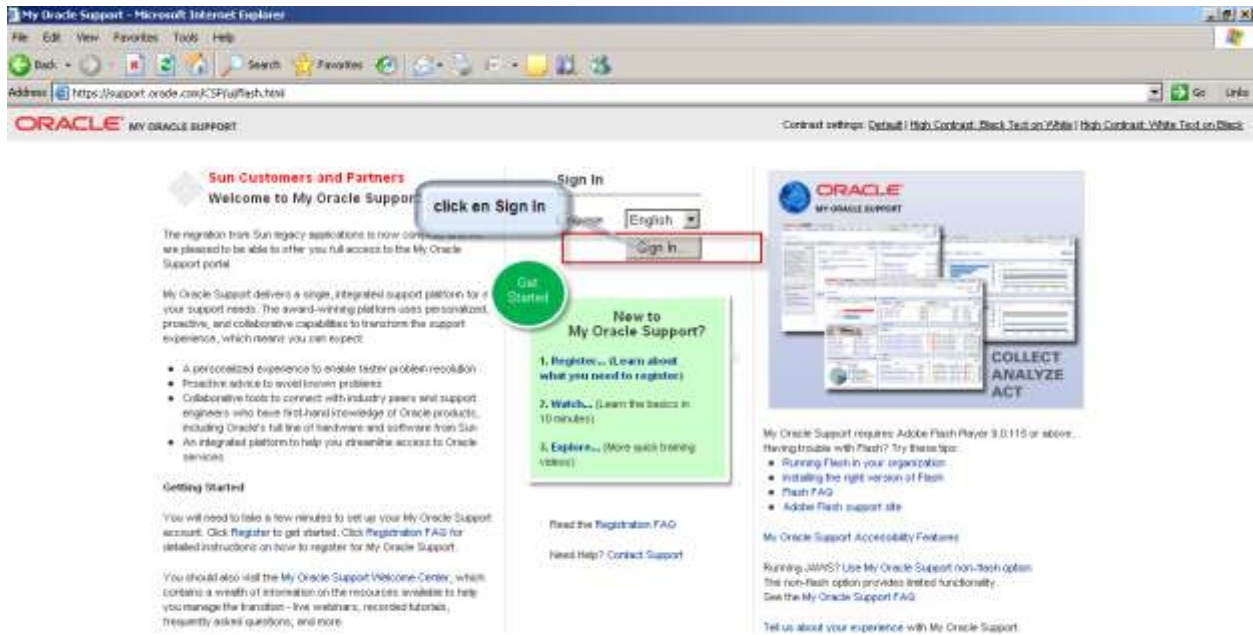 My Oracle Support - Microsoft Internet Explorer
File Edit View Favorites Tools Help
Back Search Favorites
Address https://support.oracle.com/CSP/ui/flash.html Go Links
ORACLE MY ORACLE SUPPORT
Contrast settings: Default | High Contrast: Black Text on White | High Contrast: White Text on Black
Sun Customers and Partners
Welcome to My Oracle Support
The migration from Sun legacy applications is now
are pleased to be able to offer you full access to the My Oracle
Support portal
My Oracle Support delivers a single, integrated support platform for
your support needs. The award-winning platform uses personalized,
proactive, and collaborative capabilities to transform the support
experience, which means you can expect:
A personalized experience to enable faster problem resolution
Proactive advice to avoid known problems
Collaborative tools to connect with industry peers and support
engineers who have first-hand knowledge of Oracle products,
including Oracle's full line of hardware and software from Sun
An integrated platform to help you streamline access to Oracle
services
Getting Started
You will need to take a few minutes to set up your My Oracle Support
account. Click Register to get started. Click Registration FAQ for
detailed instructions on how to register for My Oracle Support.
You should also visit the My Oracle Support Welcome Center, which
contains a wealth of information on the resources available to help
you manage the transition - live webinars, recorded tutorials,
frequently asked questions, and more.
Sign In
click en Sign In
Language English
Sign In...
Get
Started
New to
My Oracle Support?
1. Register... (Learn about
what you need to register)
2. Watch... (Learn the basics in
10 minutes)
3. Explore... (More quick training
videos)
Read the Registration FAQ
Need Help? Contact Support
ORACLE
MY ORACLE SUPPORT
COLLECT
ANALYZE
ACT
My Oracle Support requires Adobe Flash Player 9.0.115 or above.
Having trouble with Flash? Try these tips:
Running Flash in your organization
Installing the right version of Flash
Flash FAQ
Adobe Flash support site
My Oracle Support Accessibility Features
Running JAWS? Use My Oracle Support non-flash option
The non-flash option provides limited functionality.
See the My Oracle Support FAQ
Tell us about your experience with My Oracle Support.